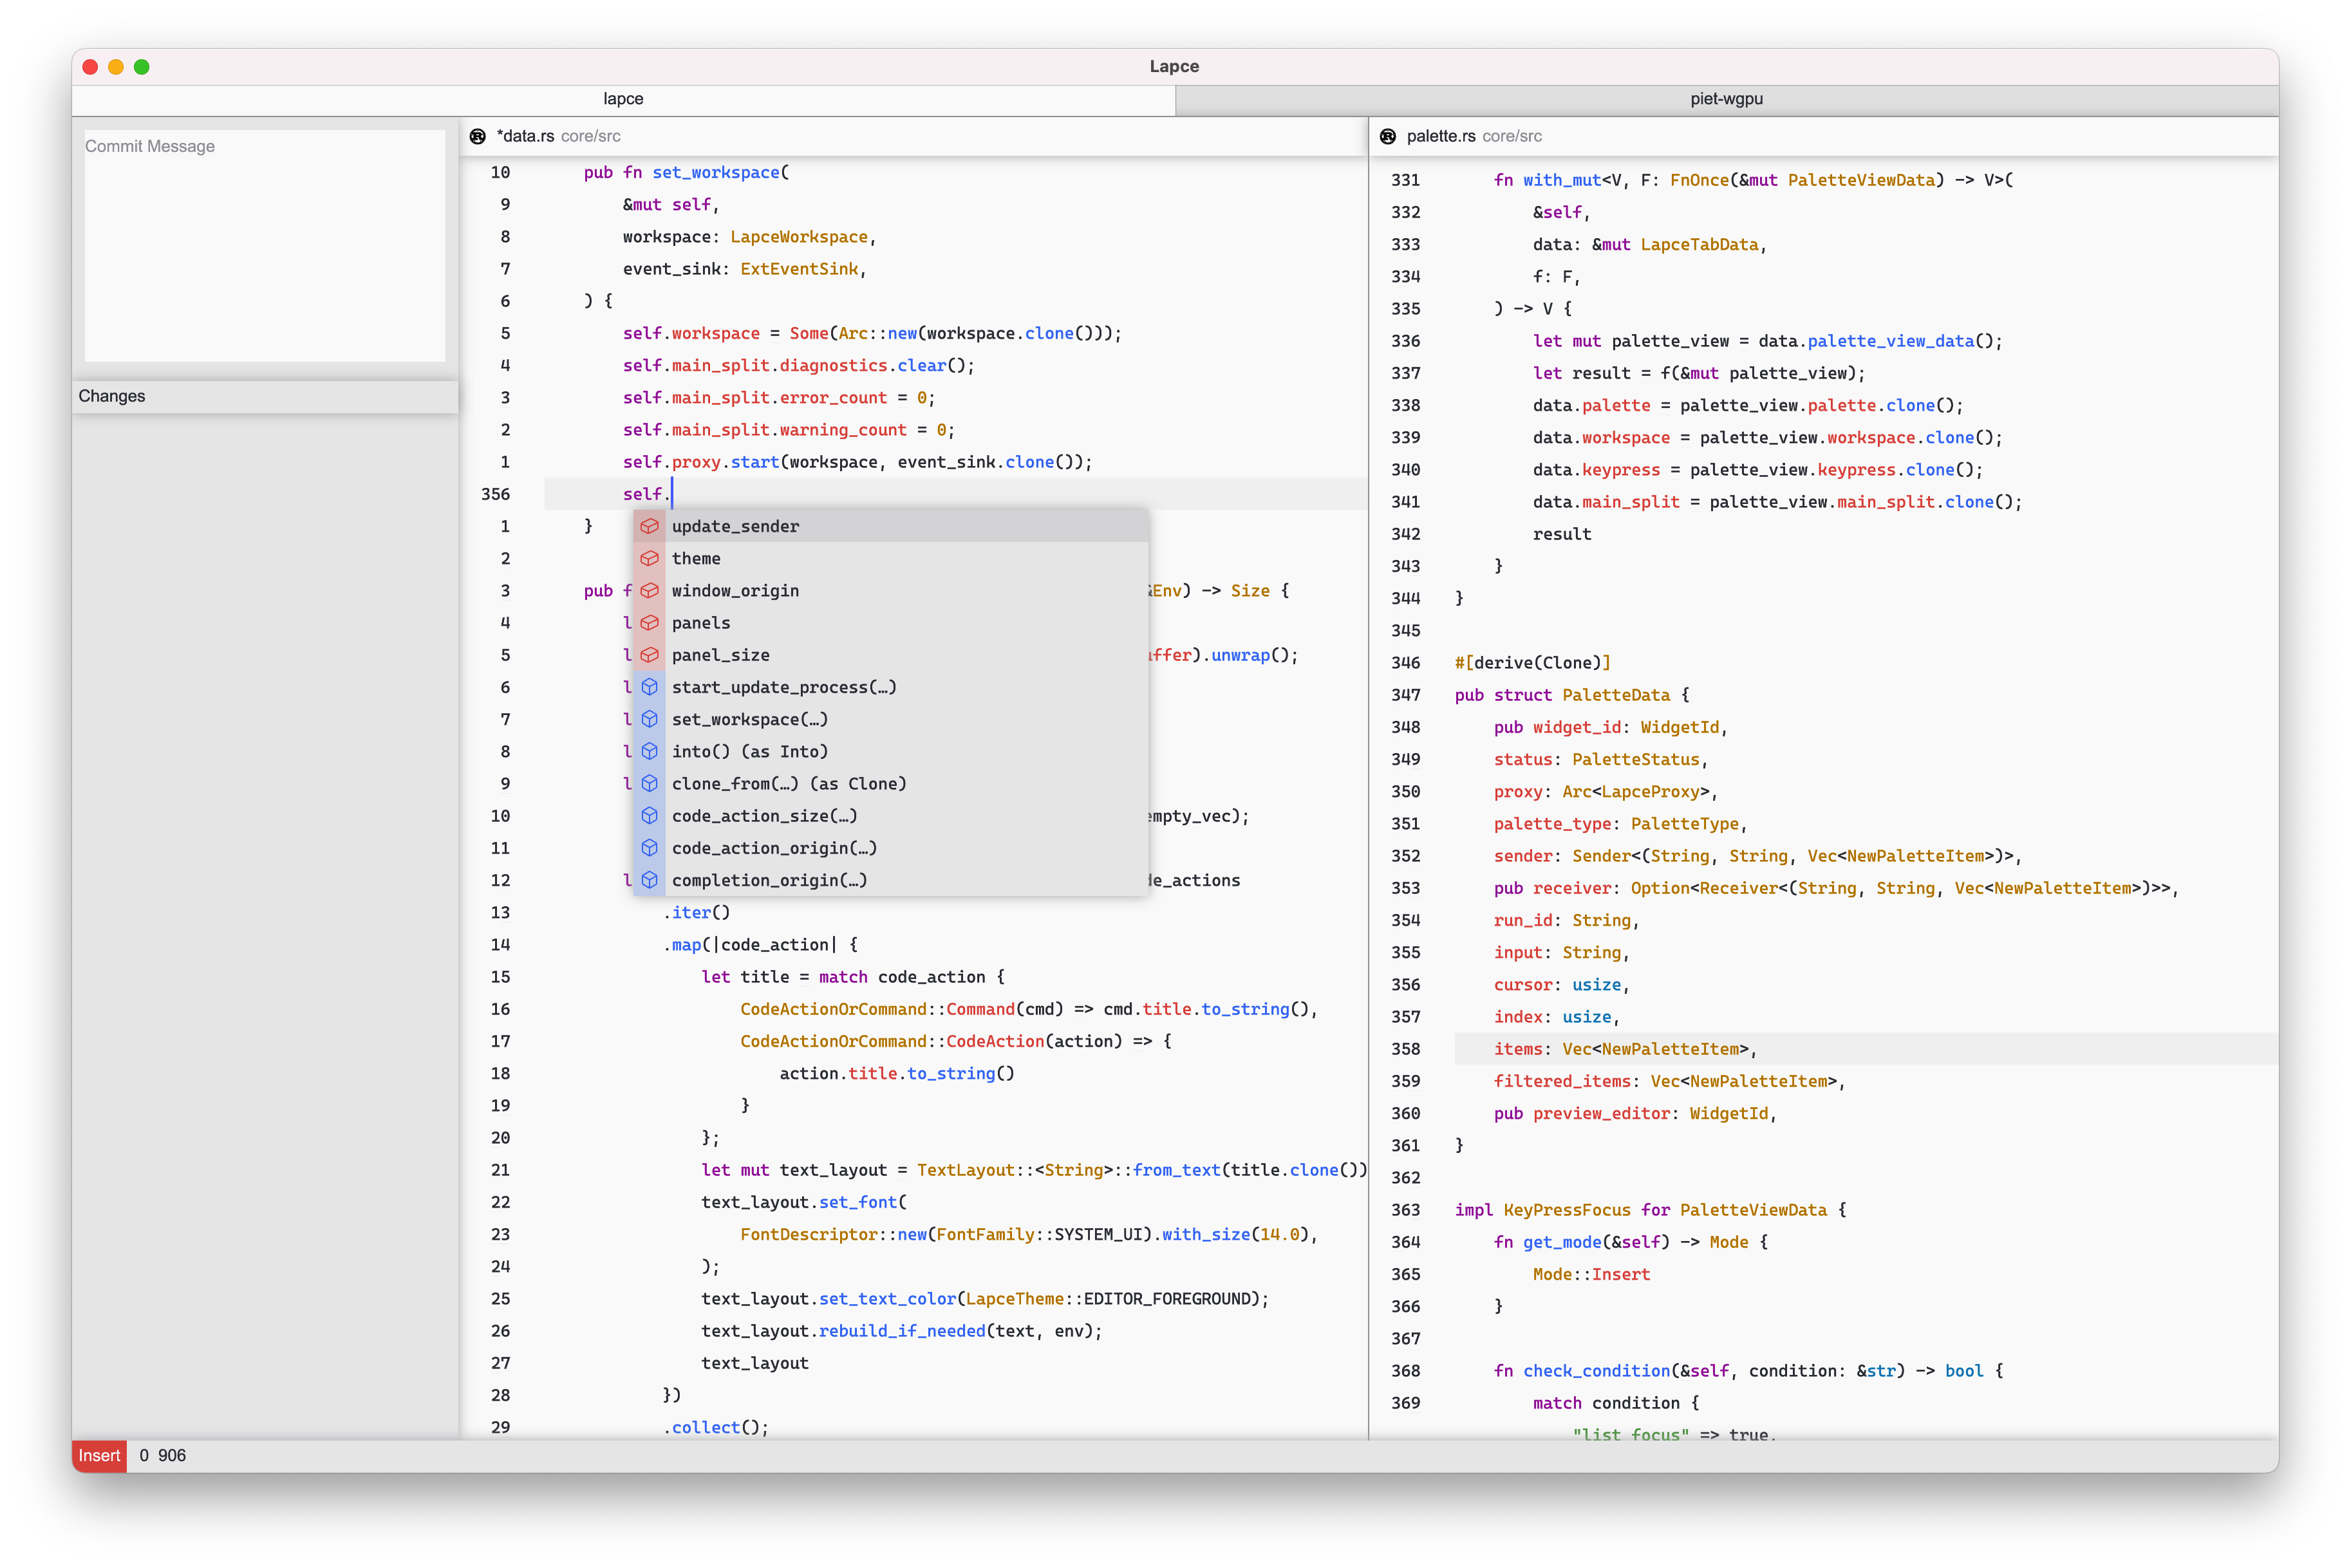 Lapce
lapce
piet-wgpu
Commit Message
Changes
*data.rs core/src
10 pub fn set_workspace(
9 &mut self,
8 workspace: LapceWorkspace,
7 event_sink: ExtEventSink,
6 ) {
5 self.workspace = Some(Arc::new(workspace.clone()));
4 self.main_split.diagnostics.clear();
3 self.main_split.error_count = 0;
2 self.main_split.warning_count = 0;
1 self.proxy.start(workspace, event_sink.clone());
356 self.
1 }
2
3 pub f &Env) -> Size {
4 l
5 l uffer).unwrap();
6 l
7 l
8 l
9 l
10 empty_vec);
11
12 l de_actions
update_sender
theme
window_origin
panels
panel_size
start_update_process(…)
set_workspace(…)
into() (as Into)
clone_from(…) (as Clone)
code_action_size(…)
code_action_origin(…)
completion_origin(…)
13 .iter()
14 .map(|code_action| {
15 let title = match code_action {
16 CodeActionOrCommand::Command(cmd) => cmd.title.to_string(),
17 CodeActionOrCommand::CodeAction(action) => {
18 action.title.to_string()
19 }
20 };
21 let mut text_layout = TextLayout::<String>::from_text(title.clone())
22 text_layout.set_font(
23 FontDescriptor::new(FontFamily::SYSTEM_UI).with_size(14.0),
24 );
25 text_layout.set_text_color(LapceTheme::EDITOR_FOREGROUND);
26 text_layout.rebuild_if_needed(text, env);
27 text_layout
28 })
29 .collect();
palette.rs core/src
331 fn with_mut<V, F: FnOnce(&mut PaletteViewData) -> V>(
332 &self,
333 data: &mut LapceTabData,
334 f: F,
335 ) -> V {
336 let mut palette_view = data.palette_view_data();
337 let result = f(&mut palette_view);
338 data.palette = palette_view.palette.clone();
339 data.workspace = palette_view.workspace.clone();
340 data.keypress = palette_view.keypress.clone();
341 data.main_split = palette_view.main_split.clone();
342 result
343 }
344 }
345
346 #[derive(Clone)]
347 pub struct PaletteData {
348 pub widget_id: WidgetId,
349 status: PaletteStatus,
350 proxy: Arc<LapceProxy>,
351 palette_type: PaletteType,
352 sender: Sender<(String, String, Vec<NewPaletteItem>)>,
353 pub receiver: Option<Receiver<(String, String, Vec<NewPaletteItem>)>>,
354 run_id: String,
355 input: String,
356 cursor: usize,
357 index: usize,
358 items: Vec<NewPaletteItem>,
359 filtered_items: Vec<NewPaletteItem>,
360 pub preview_editor: WidgetId,
361 }
362
363 impl KeyPressFocus for PaletteViewData {
364 fn get_mode(&self) -> Mode {
365 Mode::Insert
366 }
367
368 fn check_condition(&self, condition: &str) -> bool {
369 match condition {
"list_focus" => true,
Insert 0 906